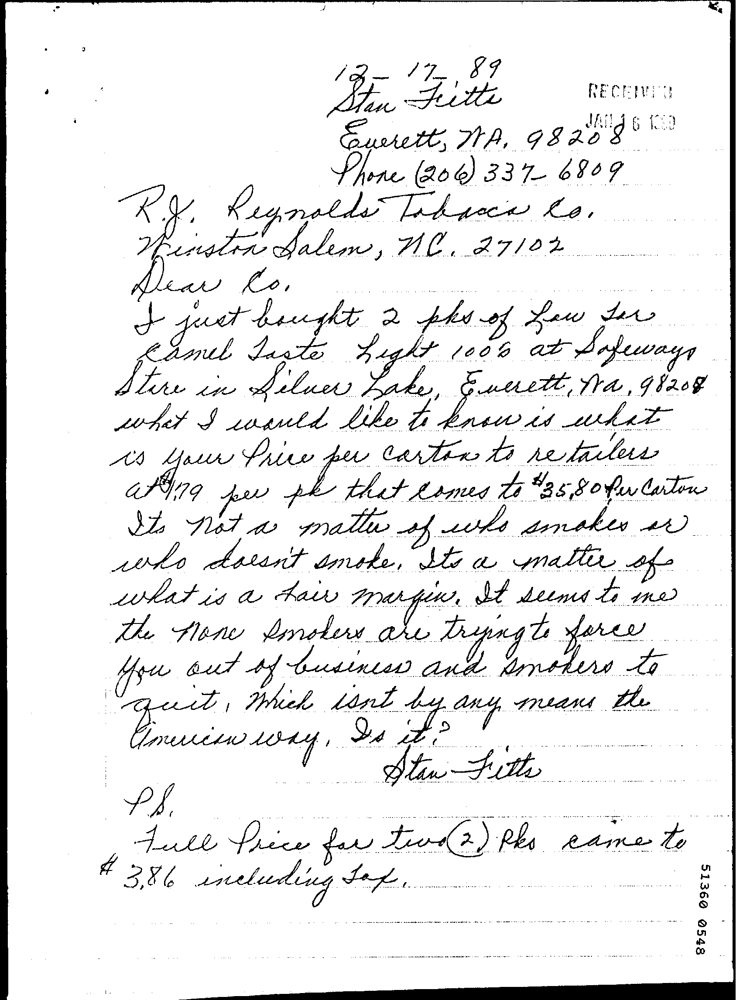 12-17-89
Stan Fitts
RECEIVED
JAN 16
Everett, WA. 98208
Phone (206) 337-6809
R.J. Reynolds Tobacco Co.
Winston Salem, NC. 27102
Dear Co.
I just bought 2 pks of Low Tar
Camel Taste Light 100s at Safeways
Store in Silver Lake, Everett, Wa, 98208
what I would like to know is what
is your Price per carton to retailers
at $1.79 per pk that comes to $35.80 Per Carton
Its Not a matter of who smokes or
who doesn't smoke. Its a matter of
what is a fair margin. It seems to me
the None Smokers are trying to force
You out of business and smokers to
quit, Which isnt by any means the
American way, Is it?
Stan Fitts
P.S.
Full Price for two (2) Pks came to
$ 3.86 including Tax.
51360 0548